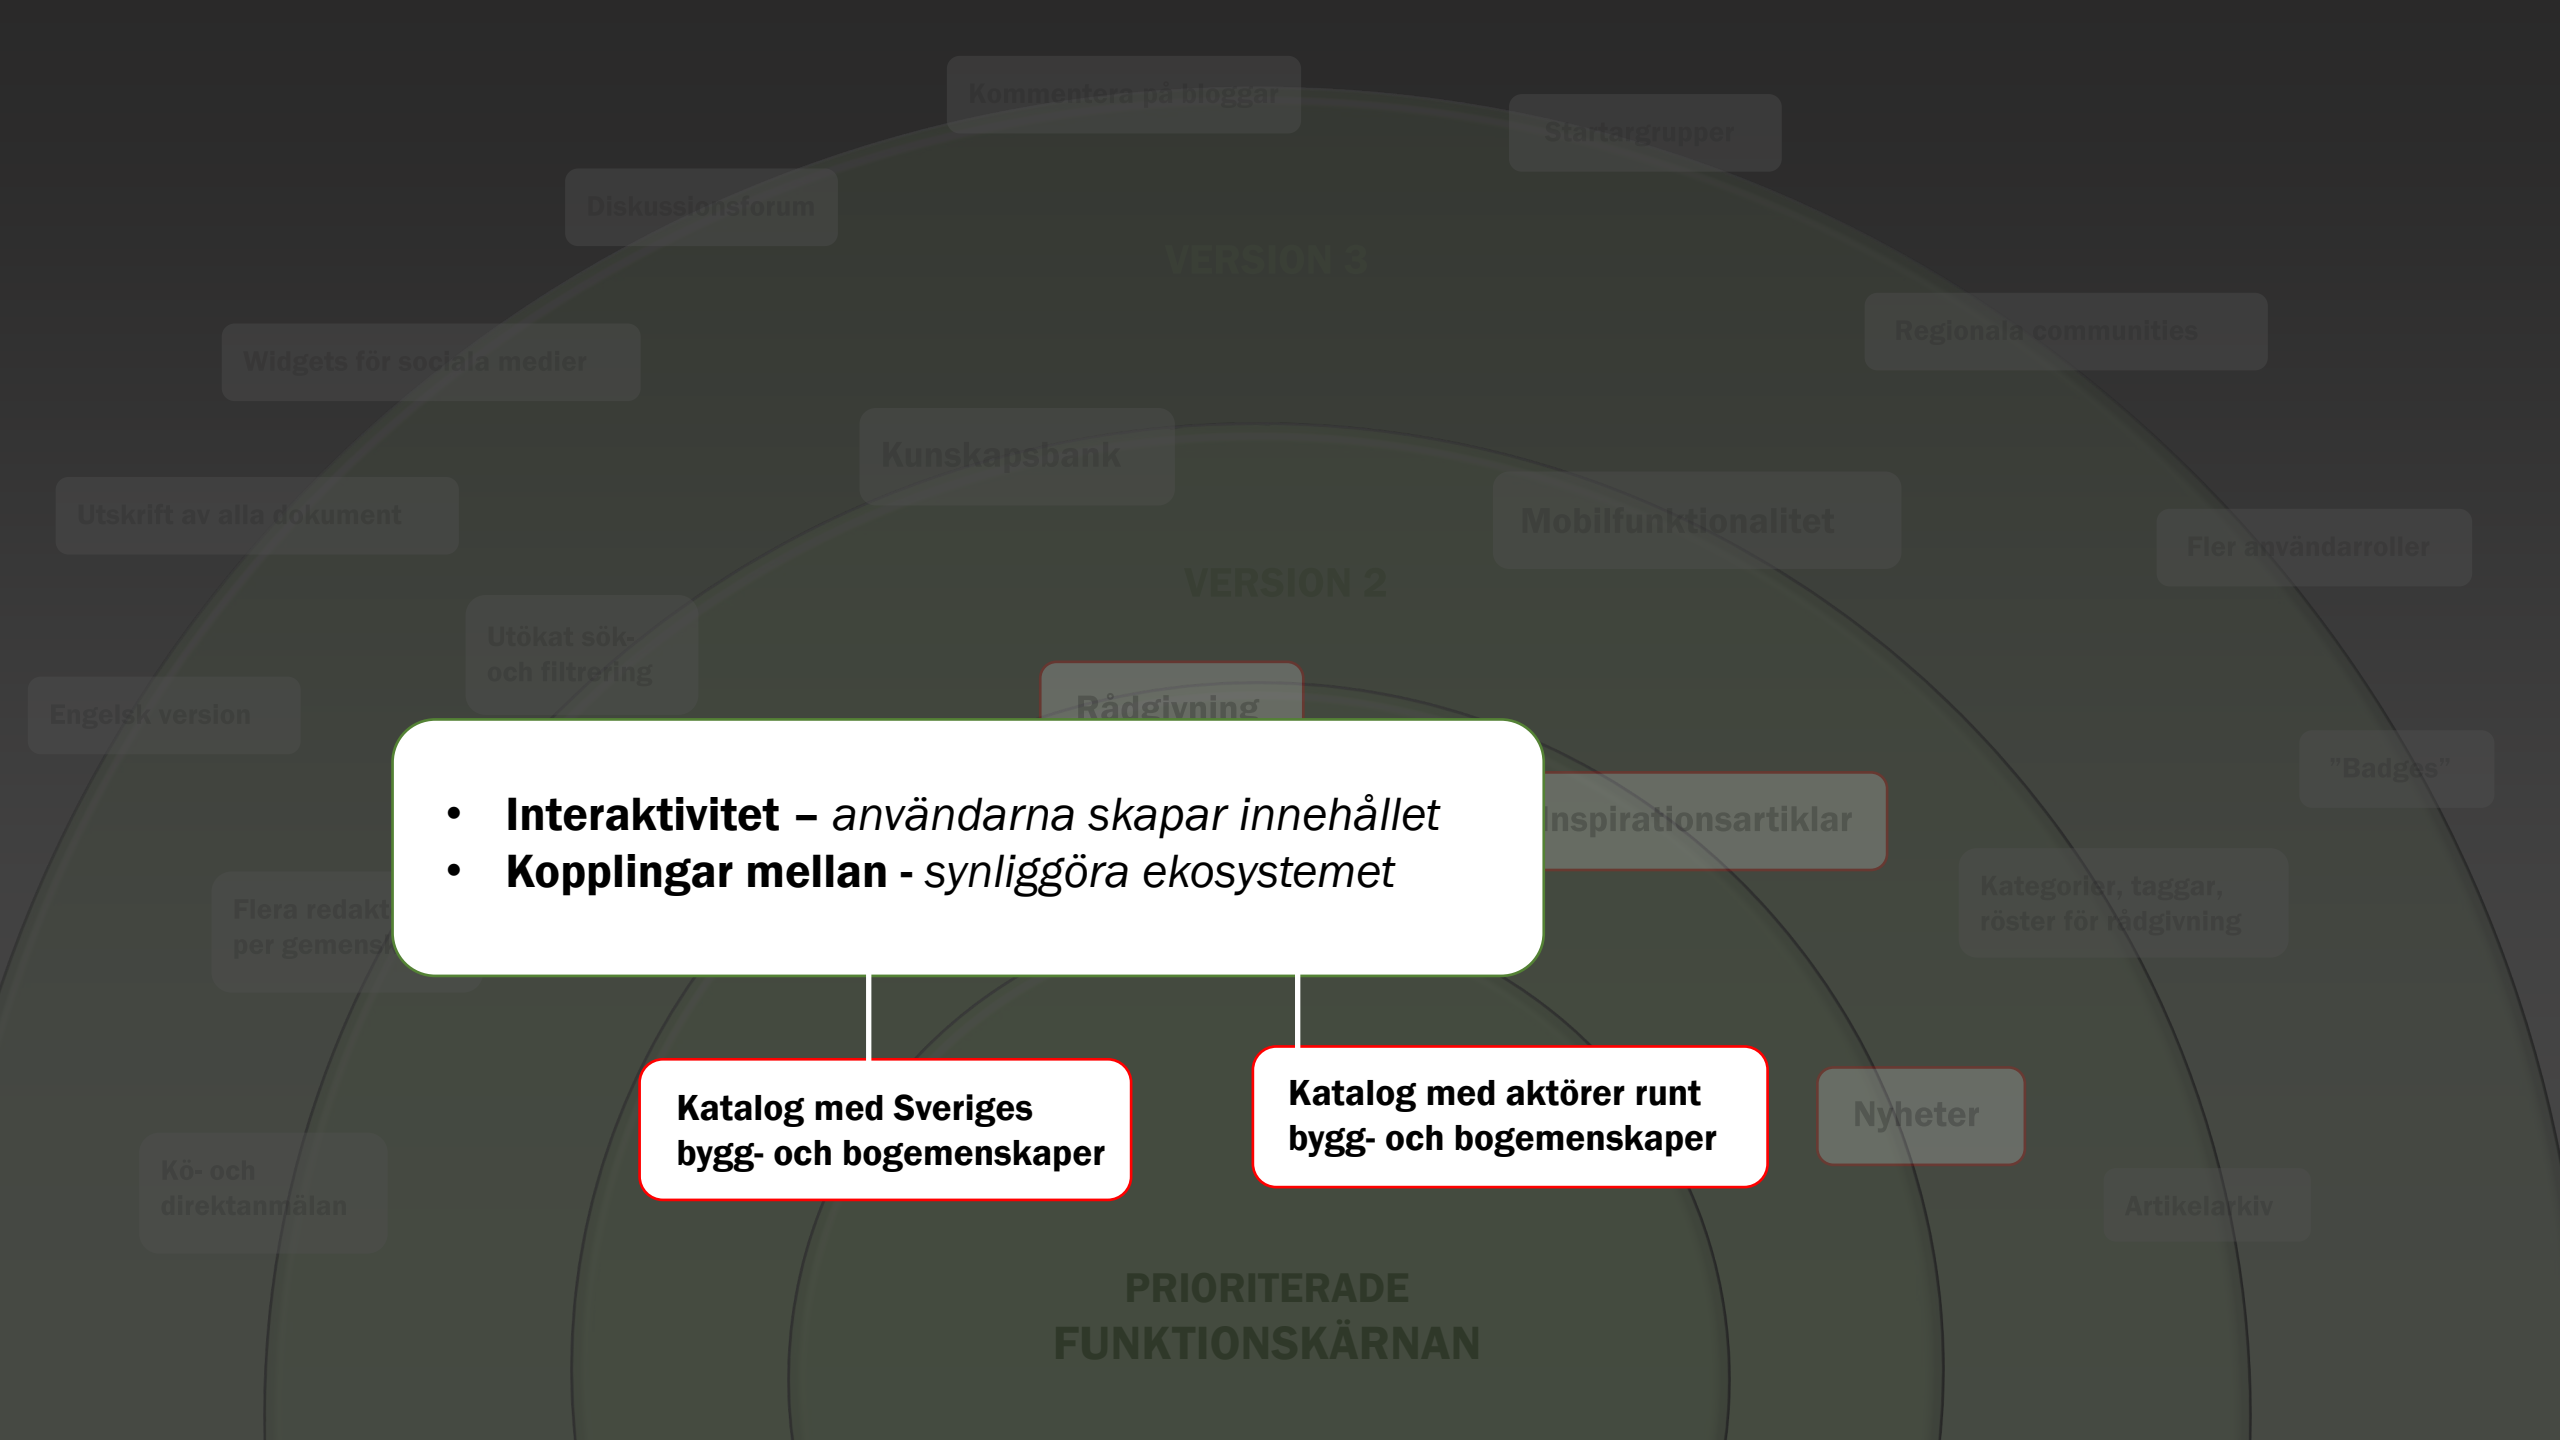 Kommentera på bloggar
Startargrupper
Diskussionsforum
VERSION 3
Regionala communities
Widgets för sociala medier
Kunskapsbank
Mobilfunktionalitet
Utskrift av alla dokument
Fler användarroller
VERSION 2
Utökat sök-
och filtrering
Rådgivning
Engelsk version
"Badges"
• Interaktivitet – användarna skapar innehållet
• Kopplingar mellan - synliggöra ekosystemet
Inspirationsartiklar
Flera
per
Kategorier, taggar,
röster för rådgivning
Katalog med Sveriges
bygg- och bogemenskaper
Katalog med aktörer runt
bygg- och bogemenskaper
Nyheter
Kö- och
direktanmälan
Artikelarkiv
PRIORITERADE
FUNKTIONSKÄRNAN